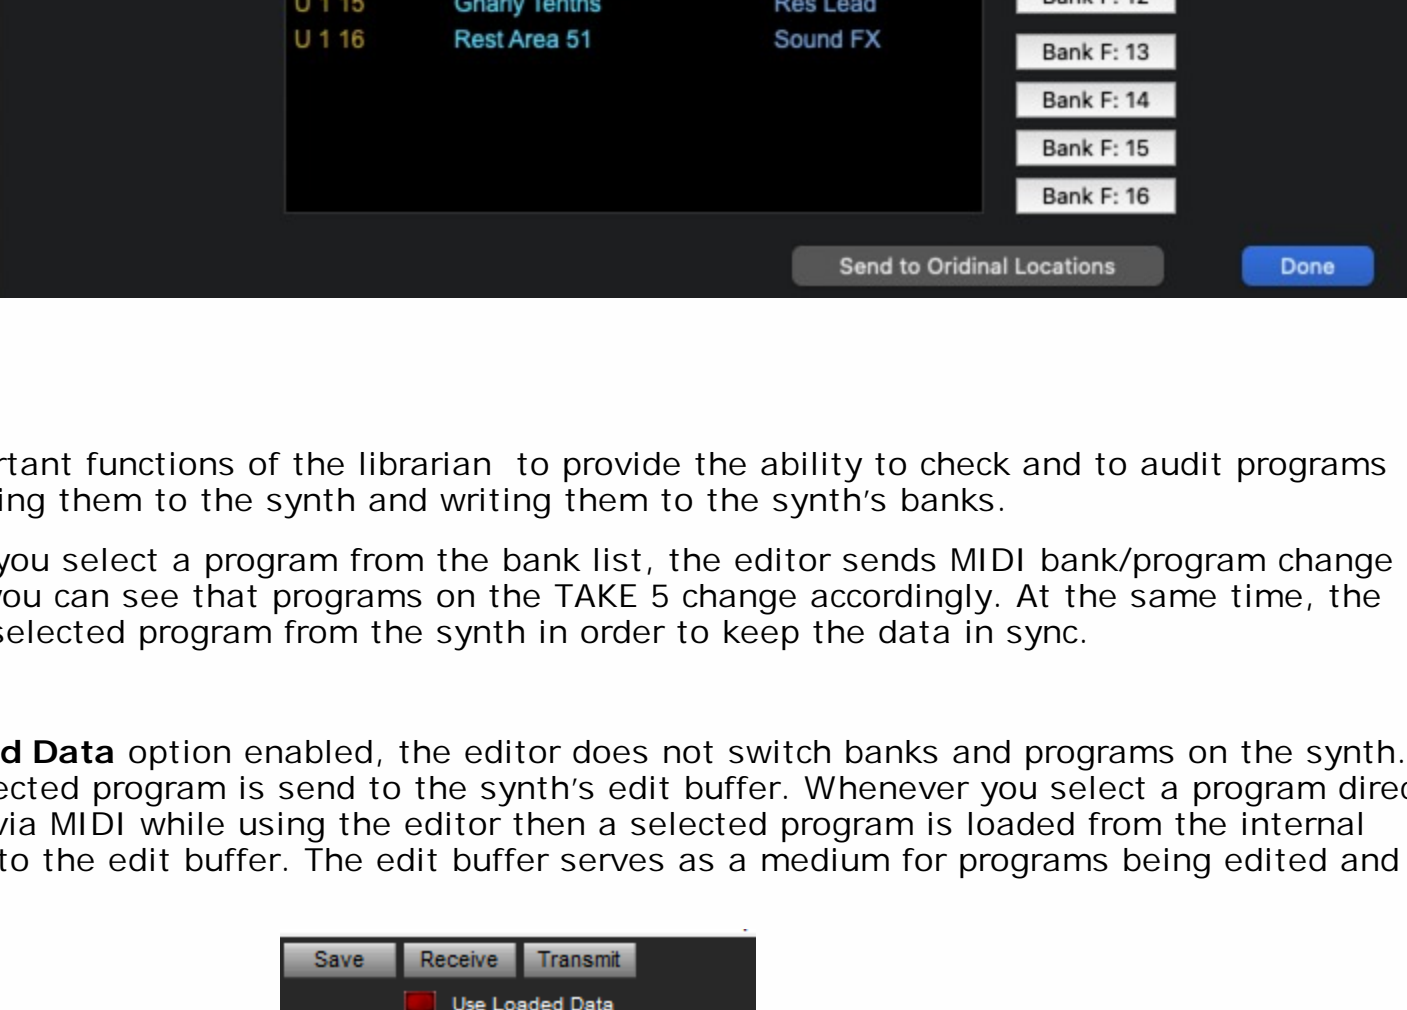 U 1 15 Gnarly Tenths Res Lead
Bank F: 12
U 1 16 Rest Area 51 Sound FX
Bank F: 13
Bank F: 14
Bank F: 15
Bank F: 16
Send to Oridinal Locations Done
rtant functions of the librarian  to provide the ability to check and to audit programs
ing them to the synth and writing them to the synth’s banks.
you select a program from the bank list, the editor sends MIDI bank/program change
you can see that programs on the TAKE 5 change accordingly. At the same time, the
selected program from the synth in order to keep the data in sync.
d Data option enabled, the editor does not switch banks and programs on the synth.
ected program is send to the synth’s edit buffer. Whenever you select a program direc
via MIDI while using the editor then a selected program is loaded from the internal
to the edit buffer. The edit buffer serves as a medium for programs being edited and
Save Receive Transmit
Use Loaded Data